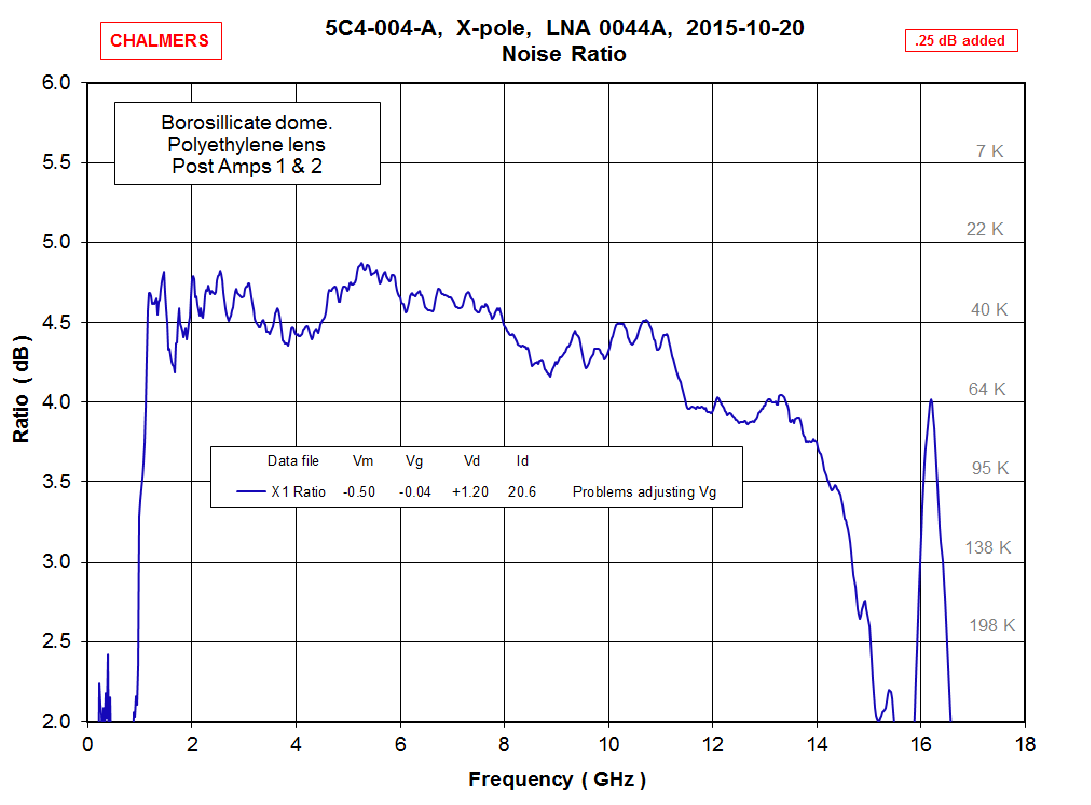 5C4-004-A, X-pole, LNA 0044A, 2015-10-20
Noise Ratio
CHALMERS
.25 dB added
Borosillicate dome.
Polyethylene lens
Post Amps 1 & 2
Ratio ( dB )
6.0
5.5
5.0
4.5
4.0
3.5
3.0
2.5
2.0
7 K
22 K
40 K
64 K
95 K
138 K
198 K
Data file Vm Vg Vd Id
X1 Ratio -0.50 -0.04 +1.20 20.6 Problems adjusting Vg
0 2 4 6 8 10 12 14 16 18
Frequency ( GHz )